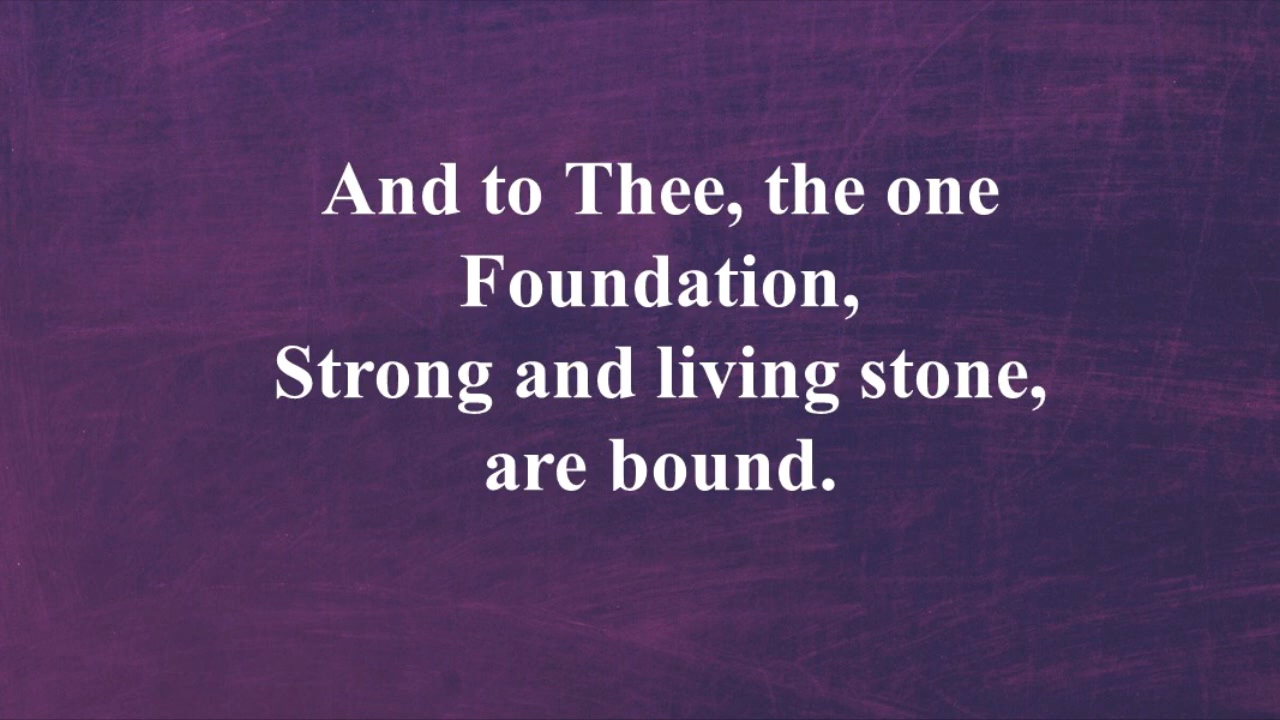 And to Thee, the one
Foundation,
Strong and living stone,
are bound.